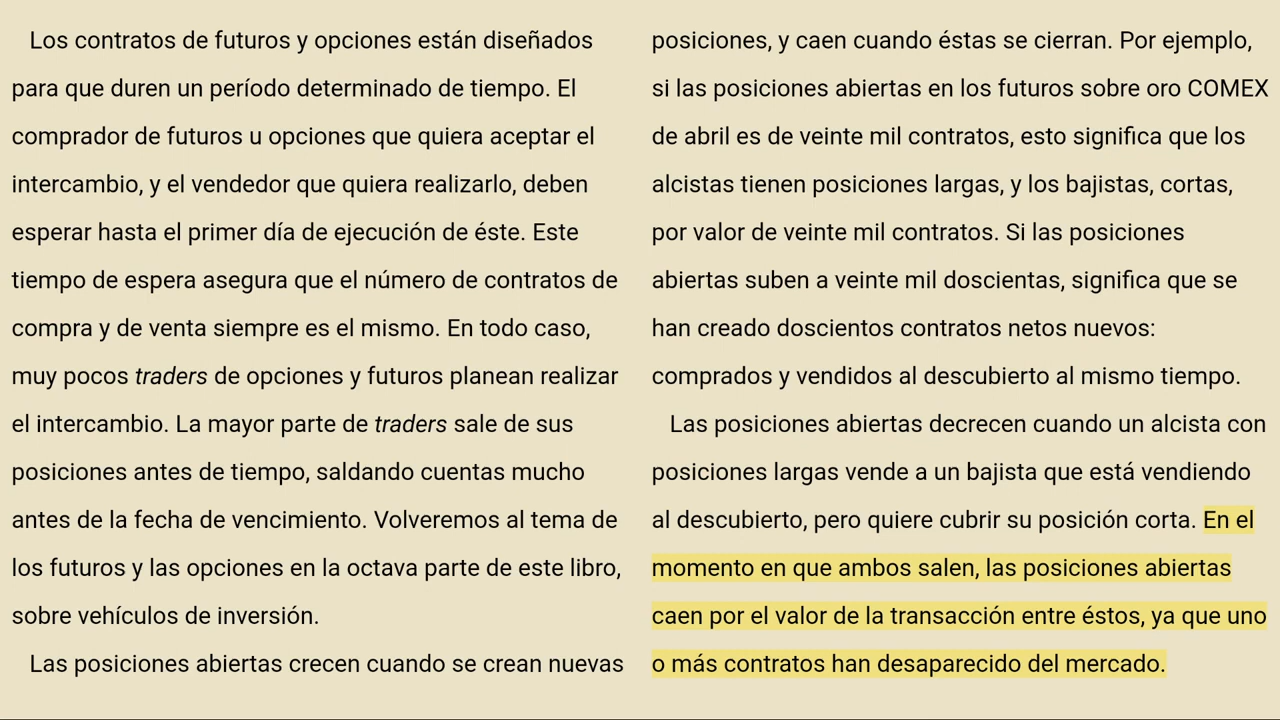 Los contratos de futuros y opciones están diseñados
para que duren un período determinado de tiempo. El
comprador de futuros u opciones que quiera aceptar el
intercambio, y el vendedor que quiera realizarlo, deben
esperar hasta el primer día de ejecución de éste. Este
tiempo de espera asegura que el número de contratos de
compra y de venta siempre es el mismo. En todo caso,
muy pocos traders de opciones y futuros planean realizar
el intercambio. La mayor parte de traders sale de sus
posiciones antes de tiempo, saldando cuentas mucho
antes de la fecha de vencimiento. Volveremos al tema de
los futuros y las opciones en la octava parte de este libro,
sobre vehículos de inversión.
Las posiciones abiertas crecen cuando se crean nuevas
posiciones, y caen cuando éstas se cierran. Por ejemplo,
si las posiciones abiertas en los futuros sobre oro COMEX
de abril es de veinte mil contratos, esto significa que los
alcistas tienen posiciones largas, y los bajistas, cortas,
por valor de veinte mil contratos. Si las posiciones
abiertas suben a veinte mil doscientas, significa que se
han creado doscientos contratos netos nuevos:
comprados y vendidos al descubierto al mismo tiempo.
Las posiciones abiertas decrecen cuando un alcista con
posiciones largas vende a un bajista que está vendiendo
al descubierto, pero quiere cubrir su posición corta. En el
momento en que ambos salen, las posiciones abiertas
caen por el valor de la transacción entre éstos, ya que uno
o más contratos han desaparecido del mercado.